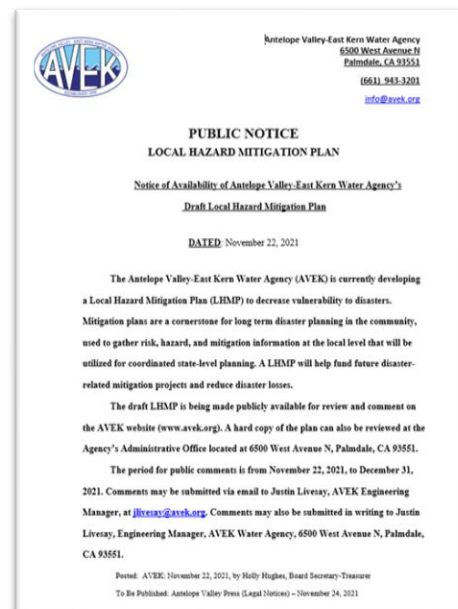 AVEK
Antelope Valley-East Kern Water Agency
6500 West Avenue N
Palmdale, CA 93551
(661) 943-3201
info@avek.org
PUBLIC NOTICE
LOCAL HAZARD MITIGATION PLAN
Notice of Availability of Antelope Valley-East Kern Water Agency's
Draft Local Hazard Mitigation Plan
DATED: November 22, 2021
The Antelope Valley-East Kern Water Agency (AVEK) is currently developing
a Local Hazard Mitigation Plan (LHMP) to decrease vulnerability to disasters.
Mitigation plans are a cornerstone for long term disaster planning in the community,
used to gather risk, hazard, and mitigation information at the local level that will be
utilized for coordinated state-level planning. A LHMP will help fund future disaster-
related mitigation projects and reduce disaster losses.
The draft LHMP is being made publicly available for review and comment on
the AVEK website (www.avek.org). A hard copy of the plan can also be reviewed at the
Agency's Administrative Office located at 6500 West Avenue N, Palmdale, CA 93551.
The period for public comments is from November 22, 2021, to December 31,
2021. Comments may be submitted via email to Justin Livesay, AVEK Engineering
Manager, at jlivesay@avek.org. Comments may also be submitted in writing to Justin
Livesay, Engineering Manager, AVEK Water Agency, 6500 West Avenue N, Palmdale,
CA 93551.
Posted: AVEK: November 22, 2021, by Holly Hughes, Board Secretary-Treasurer
To Be Published: Antelope Valley Press (Legal Notices) – November 24, 2021